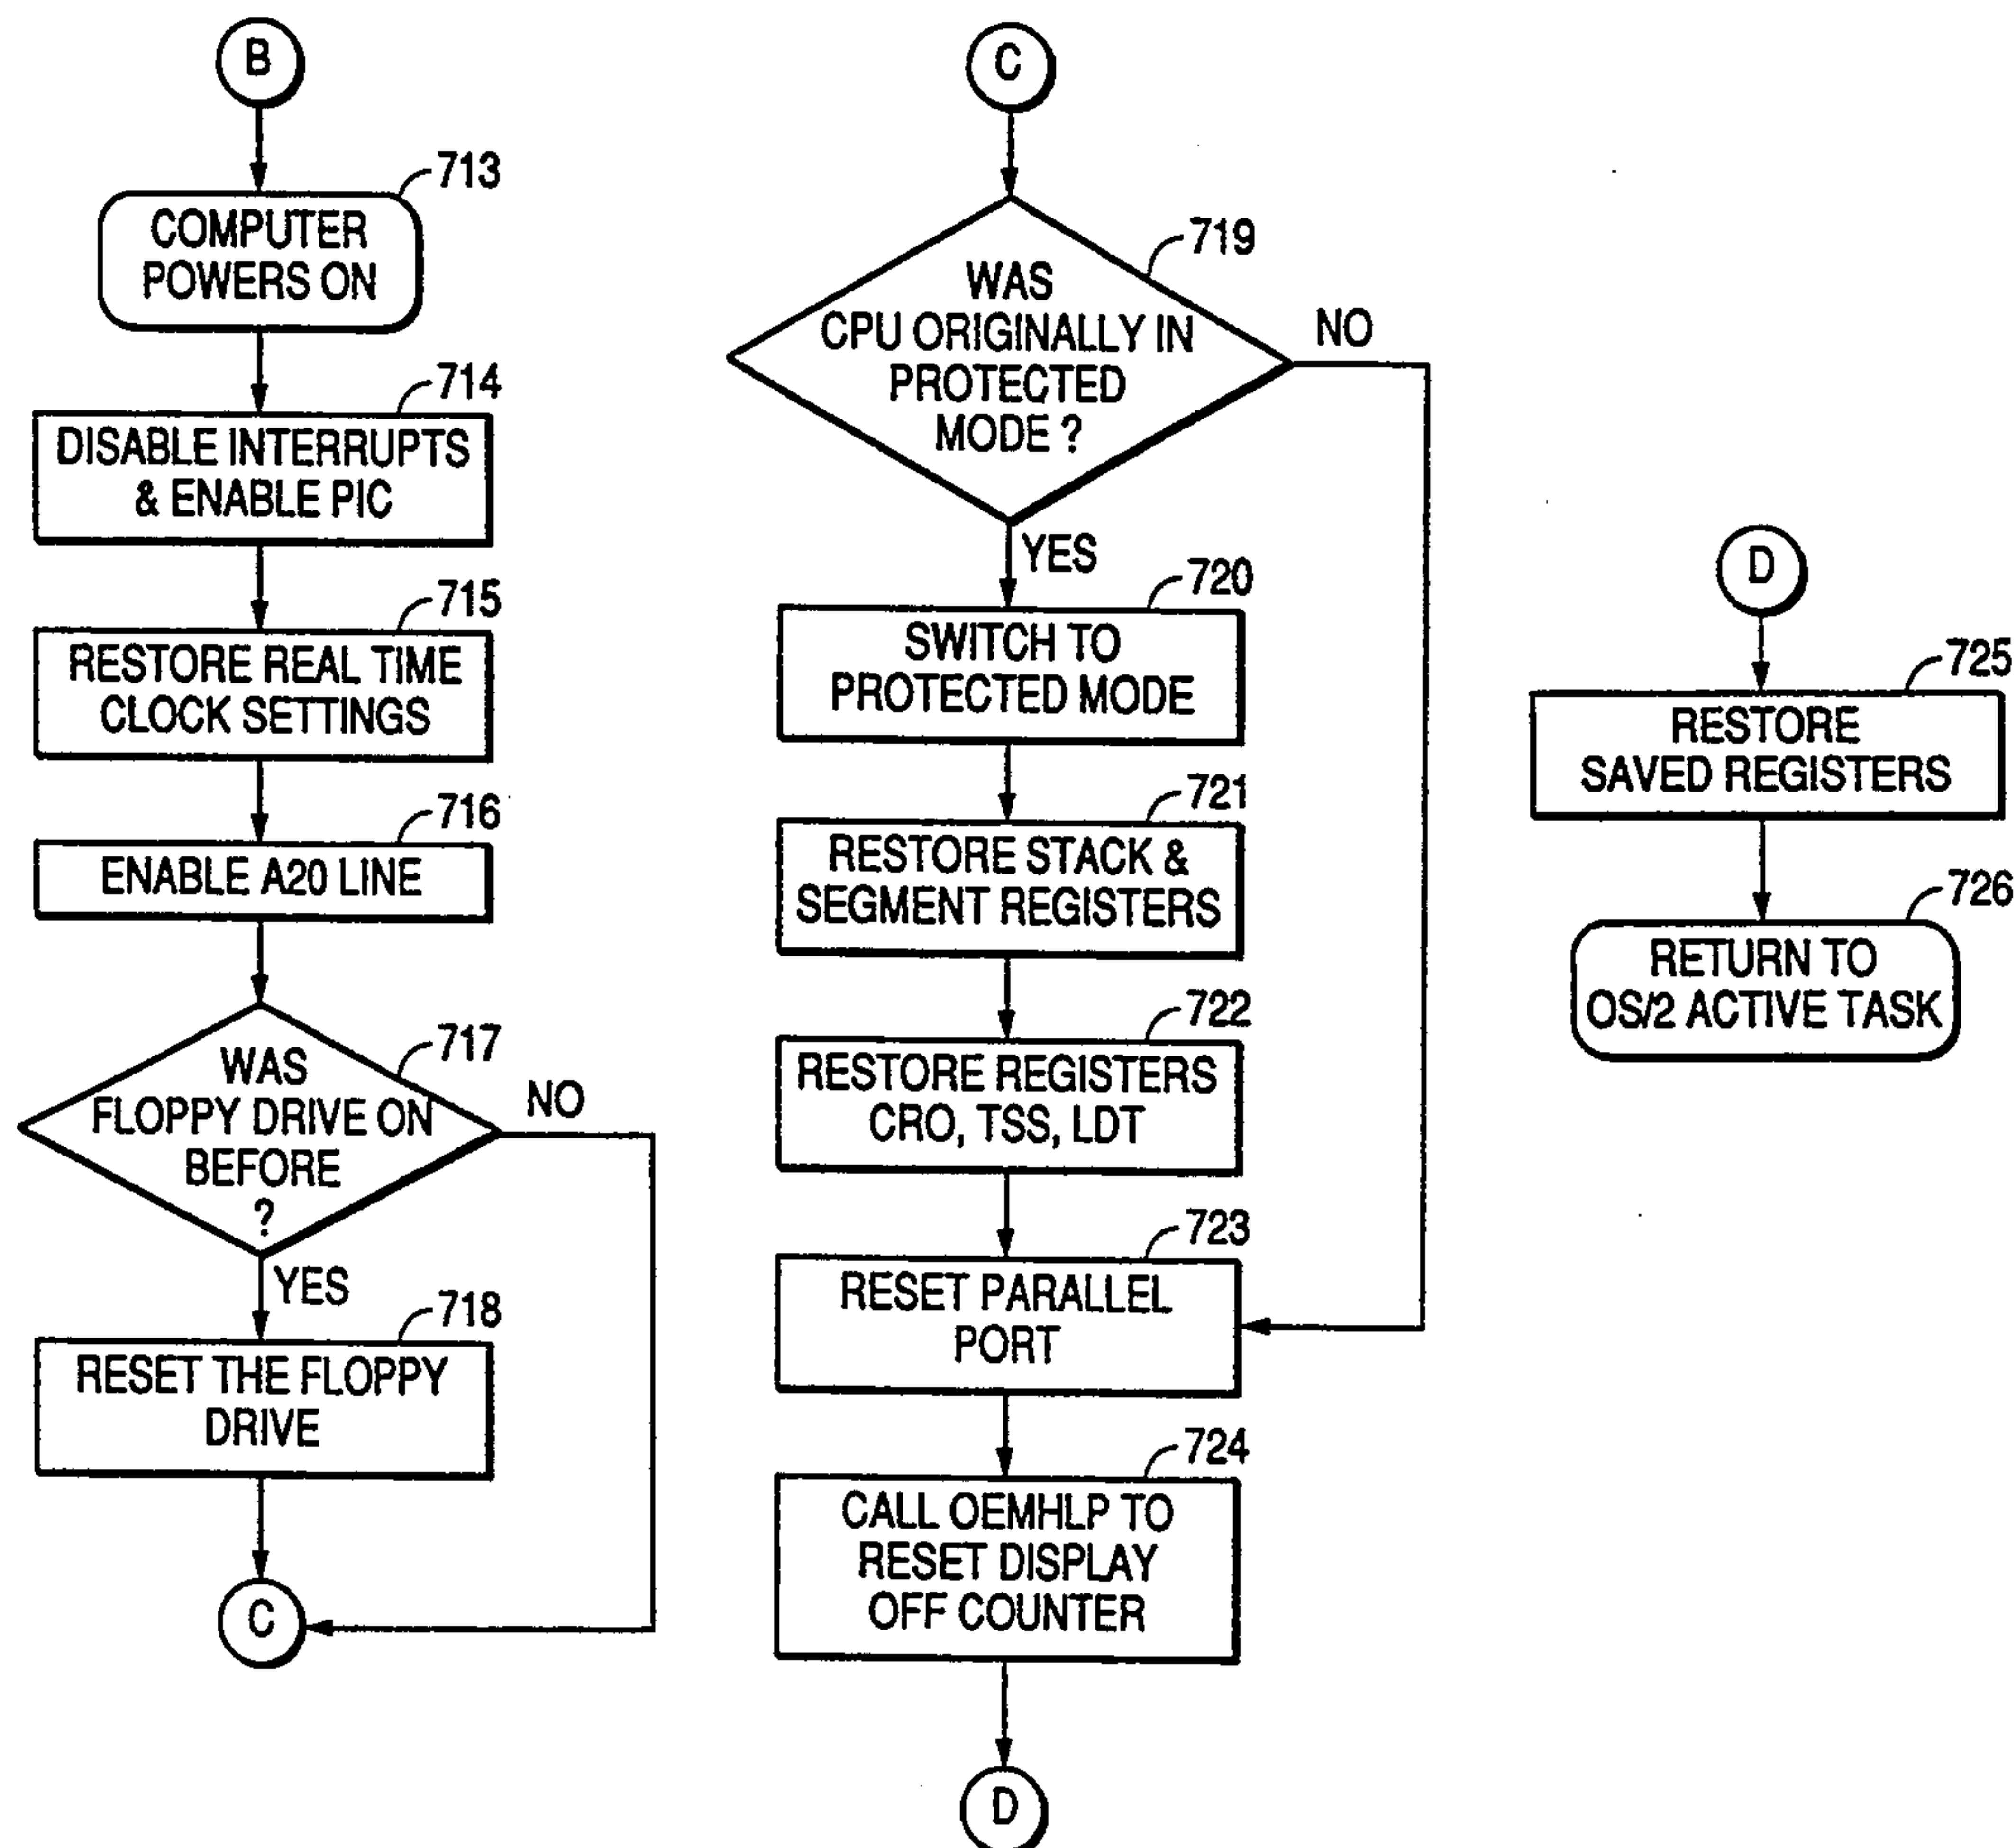 B
713
COMPUTER
POWERS ON
714
DISABLE INTERRUPTS
& ENABLE PIC
715
RESTORE REAL TIME
CLOCK SETTINGS
716
ENABLE A20 LINE
717
WAS
FLOPPY DRIVE ON
BEFORE
?
NO
YES
718
RESET THE FLOPPY
DRIVE
C
C
719
WAS
CPU ORIGINALLY IN
PROTECTED
MODE ?
NO
YES
720
SWITCH TO
PROTECTED MODE
721
RESTORE STACK &
SEGMENT REGISTERS
722
RESTORE REGISTERS
CRO, TSS, LDT
723
RESET PARALLEL
PORT
724
CALL OEMHLP TO
RESET DISPLAY
OFF COUNTER
D
D
725
RESTORE
SAVED REGISTERS
726
RETURN TO
OS/2 ACTIVE TASK